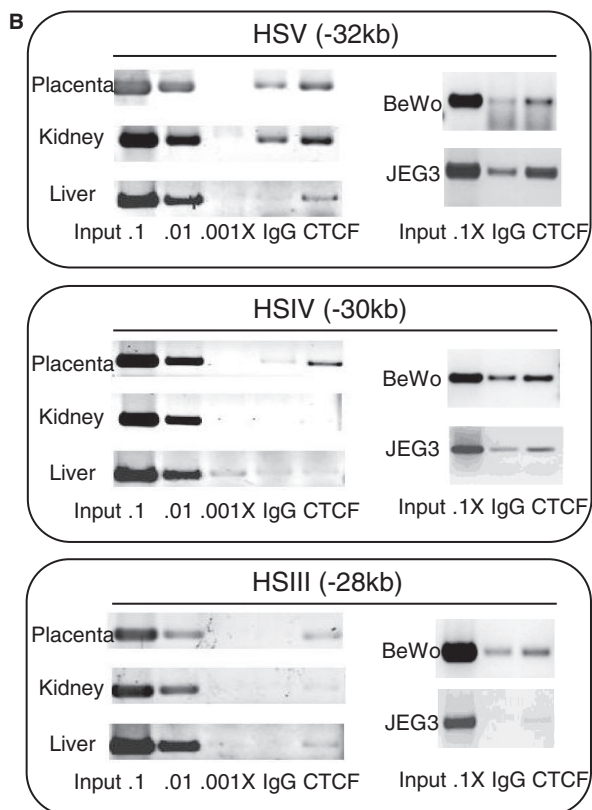 B
HSV (-32kb)
Placenta
Kidney
Liver
Input .1 .01 .001X IgG CTCF
BeWo
JEG3
Input .1X IgG CTCF
HSIV (-30kb)
Placenta
Kidney
Liver
Input .1 .01 .001X IgG CTCF
BeWo
JEG3
Input .1X IgG CTCF
HSIII (-28kb)
Placenta
Kidney
Liver
Input .1 .01 .001X IgG CTCF
BeWo
JEG3
Input .1X IgG CTCF